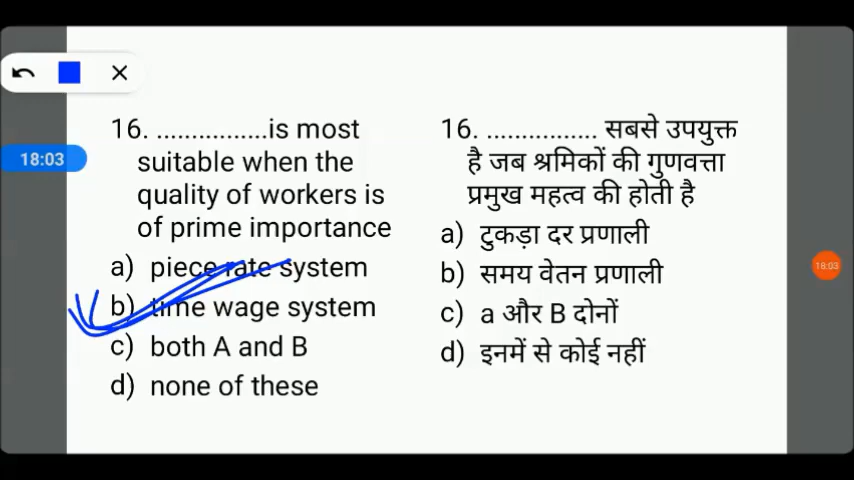 16. ................is most
suitable when the
quality of workers is
of prime importance
a) piece rate system
b) time wage system
c) both A and B
d) none of these
16. ................ सबसे उपयुक्त
है जब श्रमिकों की गुणवत्ता
प्रमुख महत्व की होती है
a) टुकड़ा दर प्रणाली
b) समय वेतन प्रणाली
c) a और B दोनों
d) इनमें से कोई नहीं
18:03
18:03